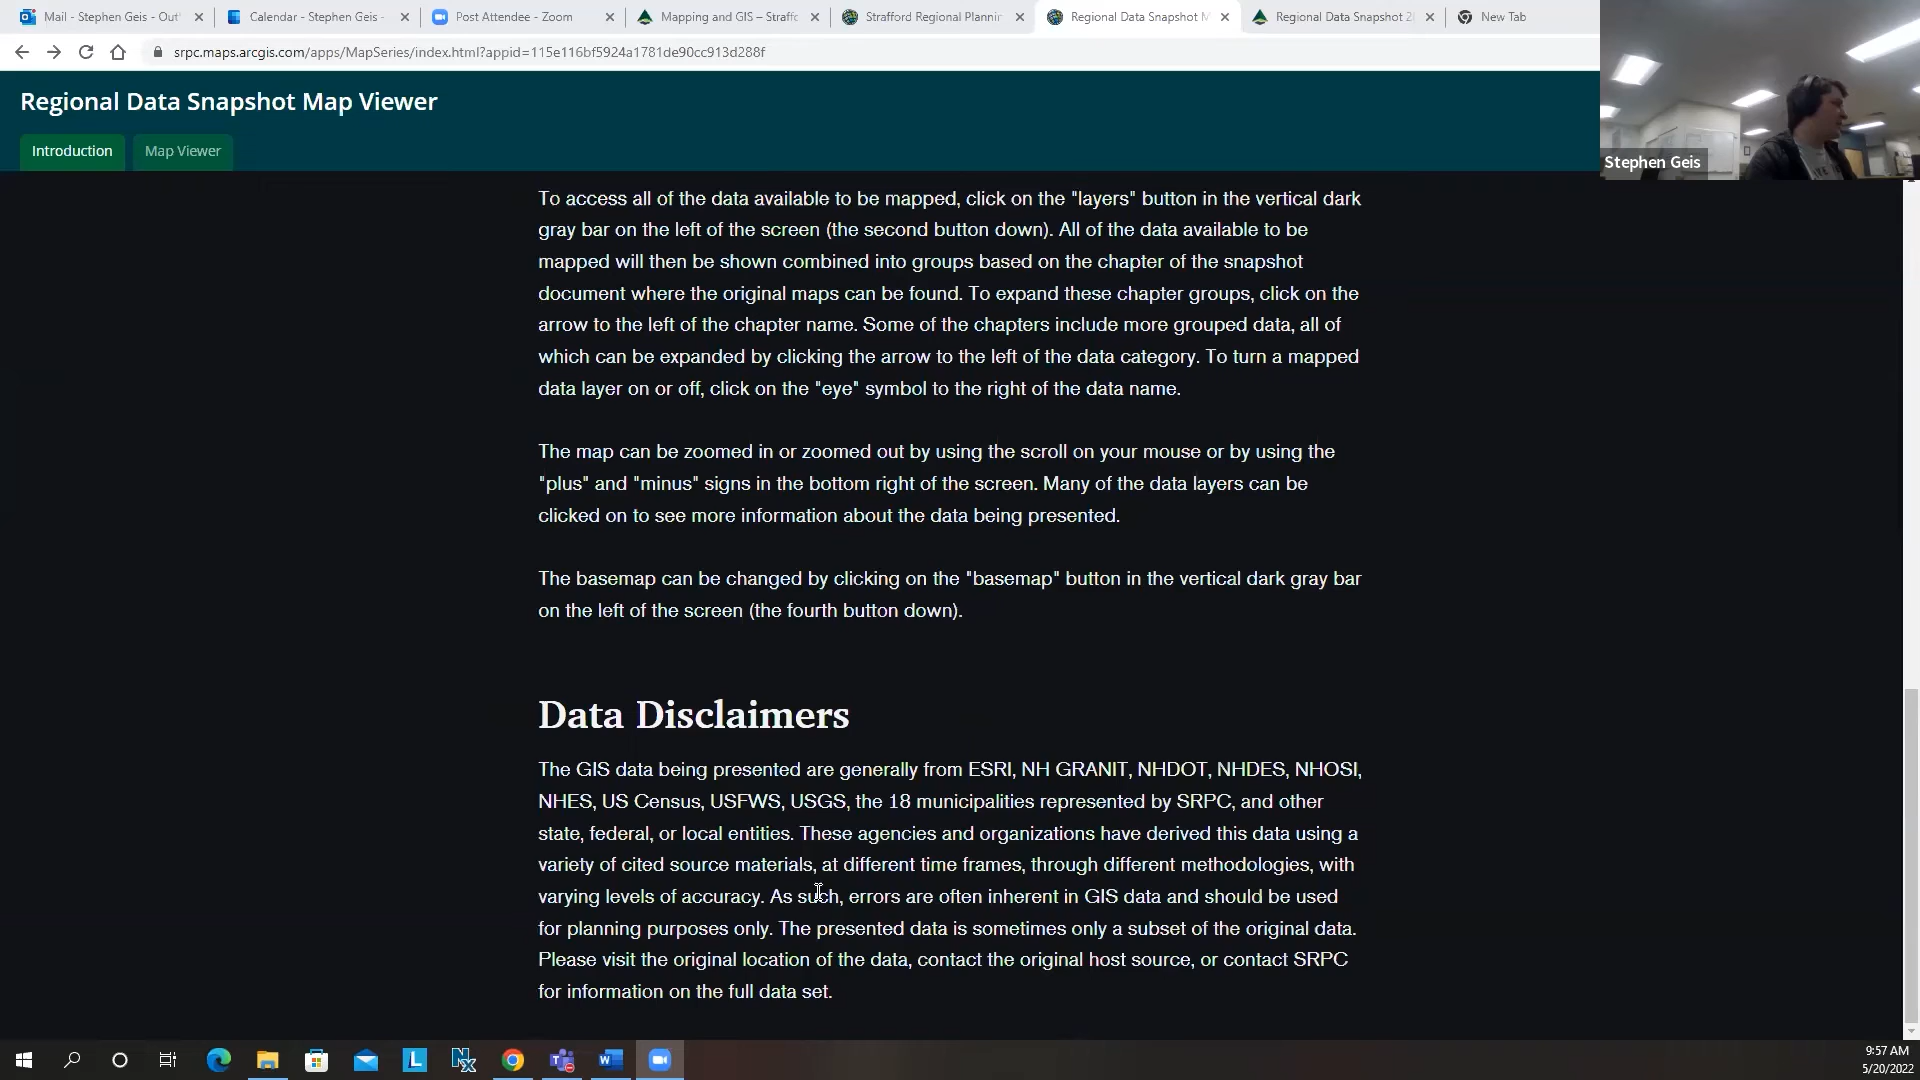 Mail - Stephen Geis - Out
Calendar - Stephen Geis -
Post Attendee - Zoom
Mapping and GIS – Straffo
Strafford Regional Plannin
Regional Data Snapshot M
Regional Data Snapshot 2
New Tab
srpc.maps.arcgis.com/apps/MapSeries/index.html?appid=115e116bf5924a1781de90cc913d288f
Regional Data Snapshot Map Viewer
Introduction
Map Viewer
Stephen Geis
To access all of the data available to be mapped, click on the "layers" button in the vertical dark
gray bar on the left of the screen (the second button down). All of the data available to be
mapped will then be shown combined into groups based on the chapter of the snapshot
document where the original maps can be found. To expand these chapter groups, click on the
arrow to the left of the chapter name. Some of the chapters include more grouped data, all of
which can be expanded by clicking the arrow to the left of the data category. To turn a mapped
data layer on or off, click on the "eye" symbol to the right of the data name.
The map can be zoomed in or zoomed out by using the scroll on your mouse or by using the
"plus" and "minus" signs in the bottom right of the screen. Many of the data layers can be
clicked on to see more information about the data being presented.
The basemap can be changed by clicking on the "basemap" button in the vertical dark gray bar
on the left of the screen (the fourth button down).
Data Disclaimers
The GIS data being presented are generally from ESRI, NH GRANIT, NHDOT, NHDES, NHOSI,
NHES, US Census, USFWS, USGS, the 18 municipalities represented by SRPC, and other
state, federal, or local entities. These agencies and organizations have derived this data using a
variety of cited source materials, at different time frames, through different methodologies, with
varying levels of accuracy. As such, errors are often inherent in GIS data and should be used
for planning purposes only. The presented data is sometimes only a subset of the original data.
Please visit the original location of the data, contact the original host source, or contact SRPC
for information on the full data set.
9:57 AM
5/20/2022